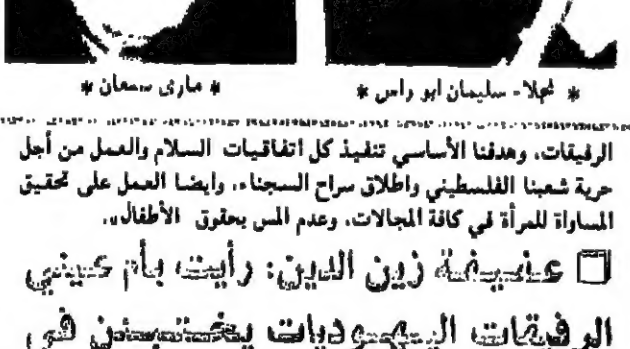 * نجلاء سليمان ابو راس *
* ماري سمعان *
الرفيقات، وهدفنا الأساسي تنفيذ كل اتفاقيات السلام والعمل من أجل
حرية شعبنا الفلسطيني واطلاق سراح السجناء، وايضا العمل على تحقيق
المساواة للمرأة في كافة المجالات، وعدم المس بحقوق الأطفال».
□ عفيفة زين الدين: رأيت بأم عيني
الرفيقات اليهوديات في